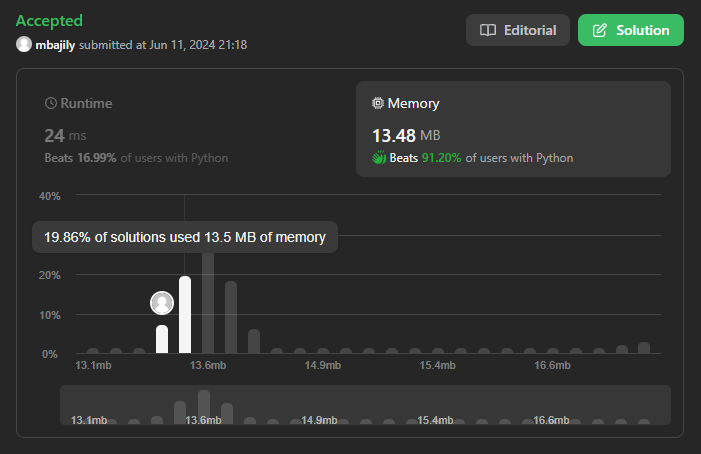 Accepted
mbajily submitted at Jun 11, 2024 21:18
Editorial
Solution
Runtime
24 ms
Beats 16.99% of users with Python
Memory
13.48 MB
Beats 91.20% of users with Python
40%
19.86% of solutions used 13.5 MB of memory
20%
10%
0%
13.1mb 13.6mb 14.9mb 15.4mb 16.6mb
13.1mb 13.6mb 14.9mb 15.4mb 16.6mb